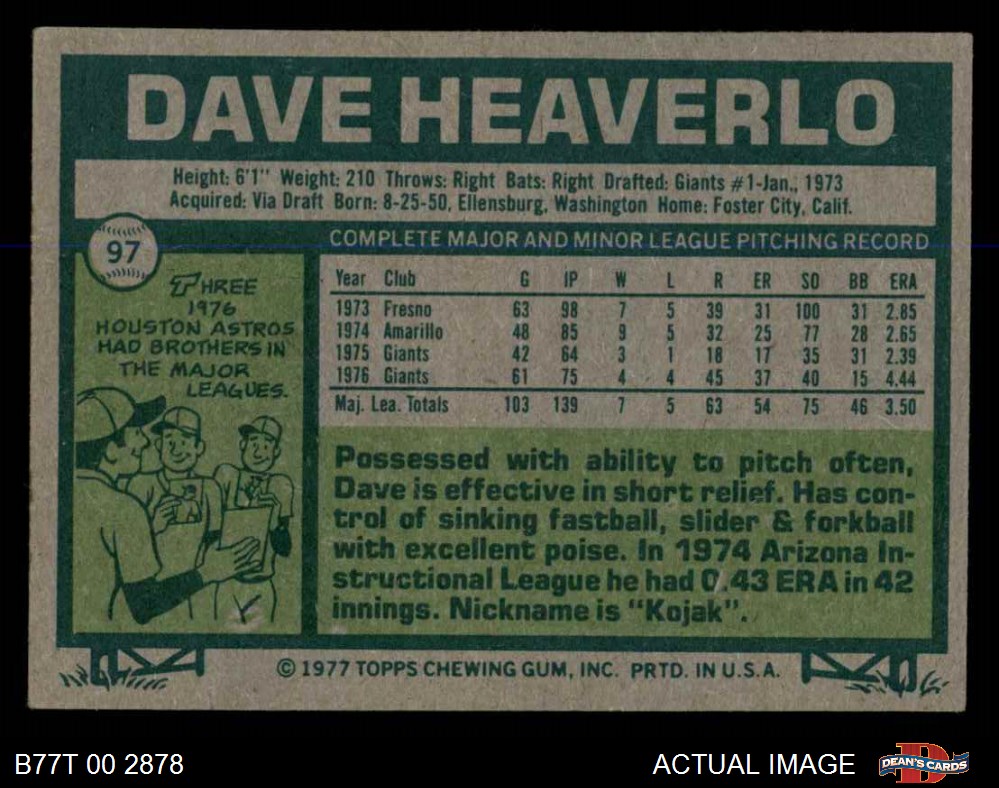 DAVE HEAVERLO
Height: 6'1" Weight: 210 Throws: Right Bats: Right Drafted: Giants #1-Jan., 1973
Acquired: Via Draft Born: 8-25-50, Ellensburg, Washington Home: Foster City, Calif.
97
THREE
1976
HOUSTON ASTROS
HAD BROTHERS IN
THE MAJOR
LEAGUES.
COMPLETE MAJOR AND MINOR LEAGUE PITCHING RECORD
Year Club G IP W L R ER SO BB ERA
1973 Fresno 63 98 7 5 39 31 100 31 2.85
1974 Amarillo 48 85 9 5 32 25 77 28 2.65
1975 Giants 42 64 3 1 18 17 35 31 2.39
1976 Giants 61 75 4 4 45 37 40 15 4.44
Maj. Lea. Totals 103 139 7 5 63 54 75 46 3.50
Possessed with ability to pitch often,
Dave is effective in short relief. Has con-
trol of sinking fastball, slider & forkball
with excellent poise. In 1974 Arizona In-
structional League he had 0.43 ERA in 42
innings. Nickname is "Kojak".
© 1977 TOPPS CHEWING GUM, INC. PRTD. IN U.S.A.
B77T 00 2878
ACTUAL IMAGE
DEAN'S CARDS